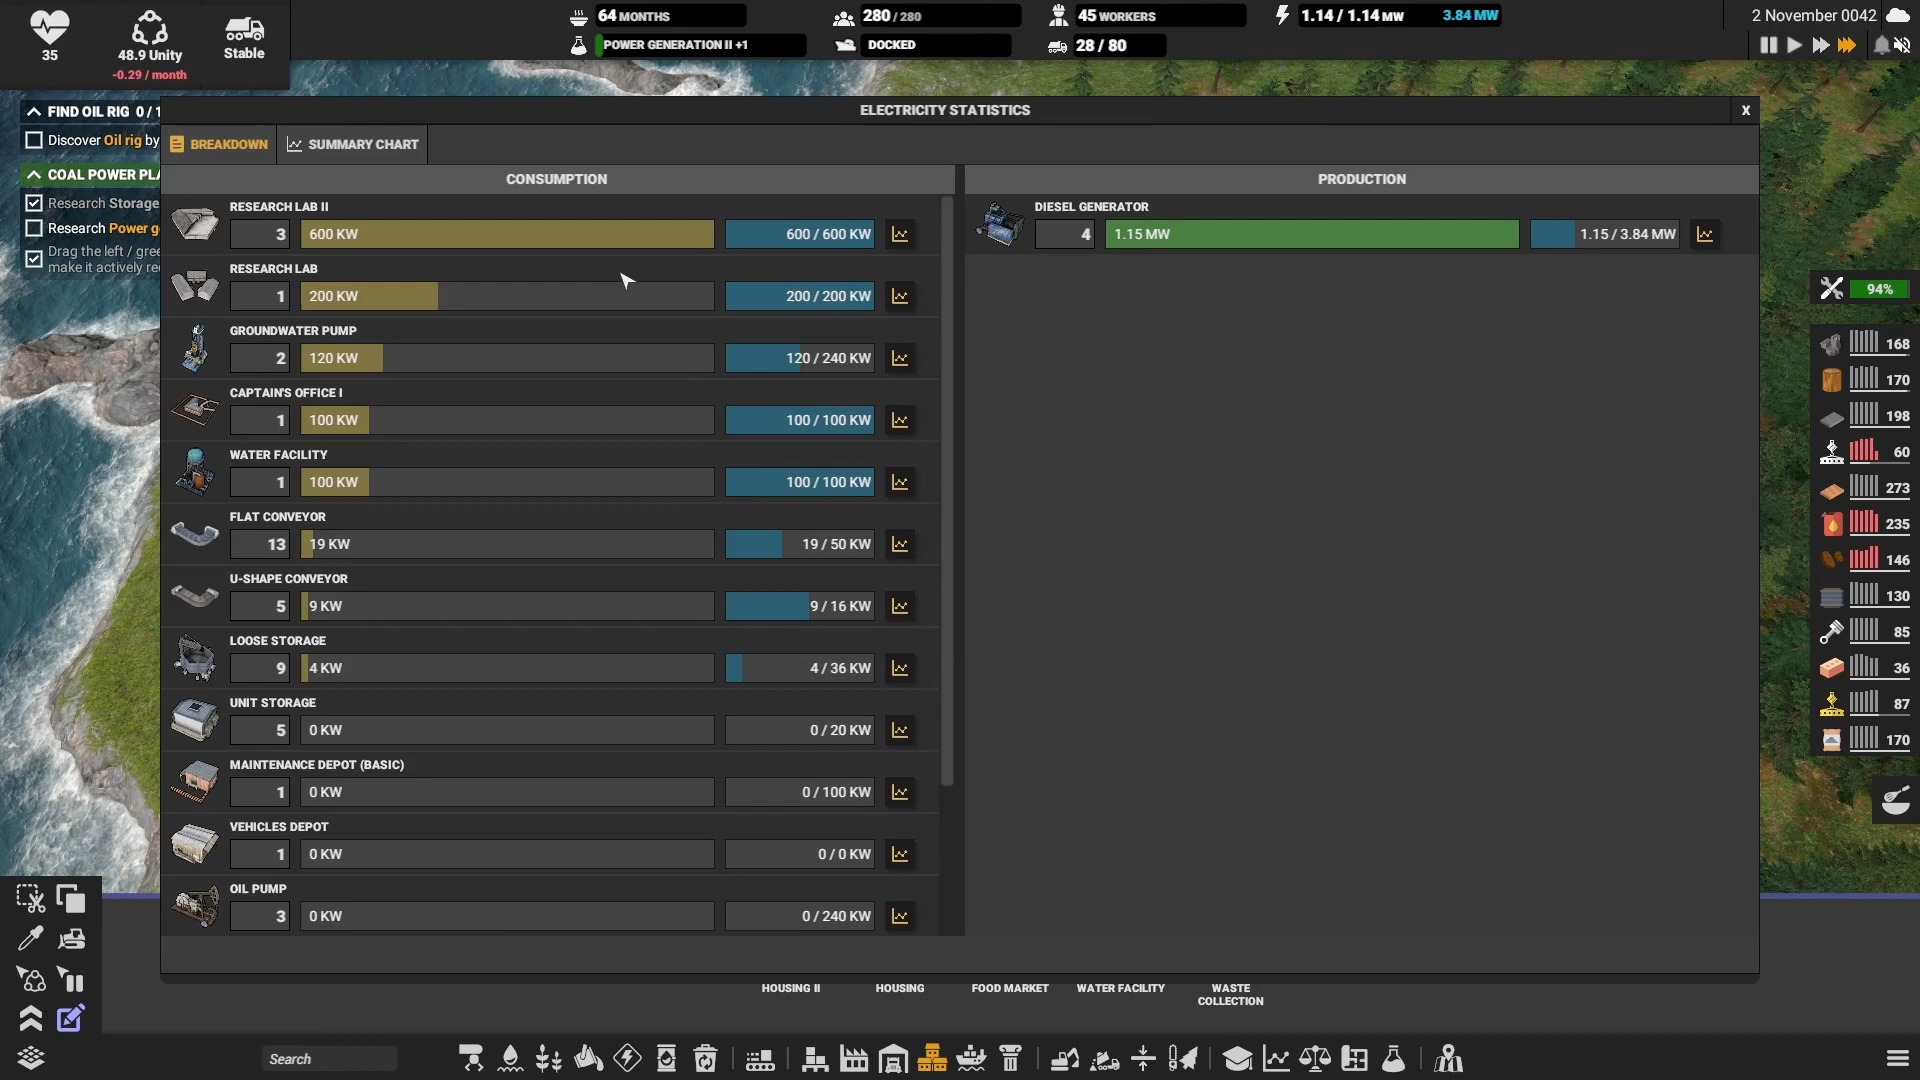 35
48.9 Unity
-0.29 / month
Stable
64 MONTHS
POWER GENERATION II +1
280 / 280
DOCKED
45 WORKERS
28 / 80
1.14 / 1.14 MW 3.84 MW
2 November 0042
FIND OIL RIG 0 / 1
Discover Oil rig by
COAL POWER PLA
Research Storage
Research Power g
Drag the left / gre
make it actively re
ELECTRICITY STATISTICS
X
BREAKDOWN
SUMMARY CHART
CONSUMPTION
PRODUCTION
RESEARCH LAB II
3 600 KW 600 / 600 KW
RESEARCH LAB
1 200 KW 200 / 200 KW
GROUNDWATER PUMP
2 120 KW 120 / 240 KW
CAPTAIN'S OFFICE I
1 100 KW 100 / 100 KW
WATER FACILITY
1 100 KW 100 / 100 KW
FLAT CONVEYOR
13 19 KW 19 / 50 KW
U-SHAPE CONVEYOR
5 9 KW 9 / 16 KW
LOOSE STORAGE
9 4 KW 4 / 36 KW
UNIT STORAGE
5 0 KW 0 / 20 KW
MAINTENANCE DEPOT (BASIC)
1 0 KW 0 / 100 KW
VEHICLES DEPOT
1 0 KW 0 / 0 KW
OIL PUMP
3 0 KW 0 / 240 KW
DIESEL GENERATOR
4 1.15 MW 1.15 / 3.84 MW
94%
168
170
198
60
273
235
146
130
85
36
87
170
HOUSING II
HOUSING
FOOD MARKET
WATER FACILITY
WASTE
COLLECTION
Search